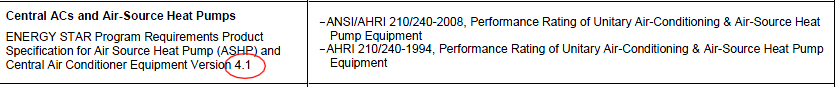 Central ACs and Air-Source Heat Pumps
ENERGY STAR Program Requirements Product
Specification for Air Source Heat Pump (ASHP) and
Central Air Conditioner Equipment Version 4.1
–ANSI/AHRI 210/240-2008, Performance Rating of Unitary Air-Conditioning & Air-Source Heat
Pump Equipment
–AHRI 210/240-1994, Performance Rating of Unitary Air-Conditioning & Air-Source Heat Pump
Equipment